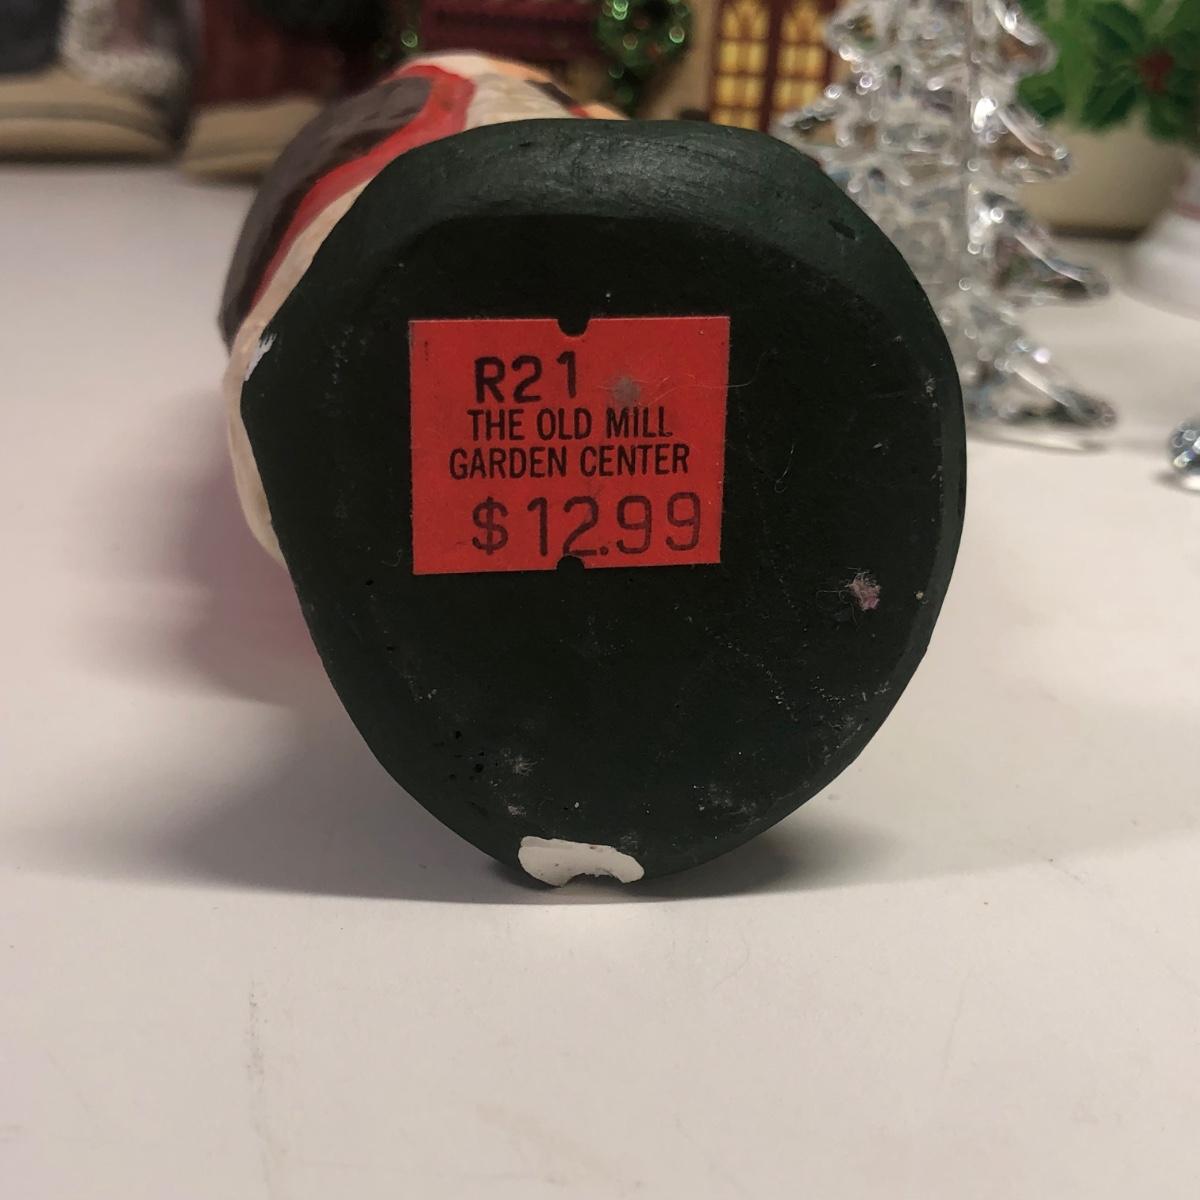 R21
THE OLD MILL
GARDEN CENTER
$12.99